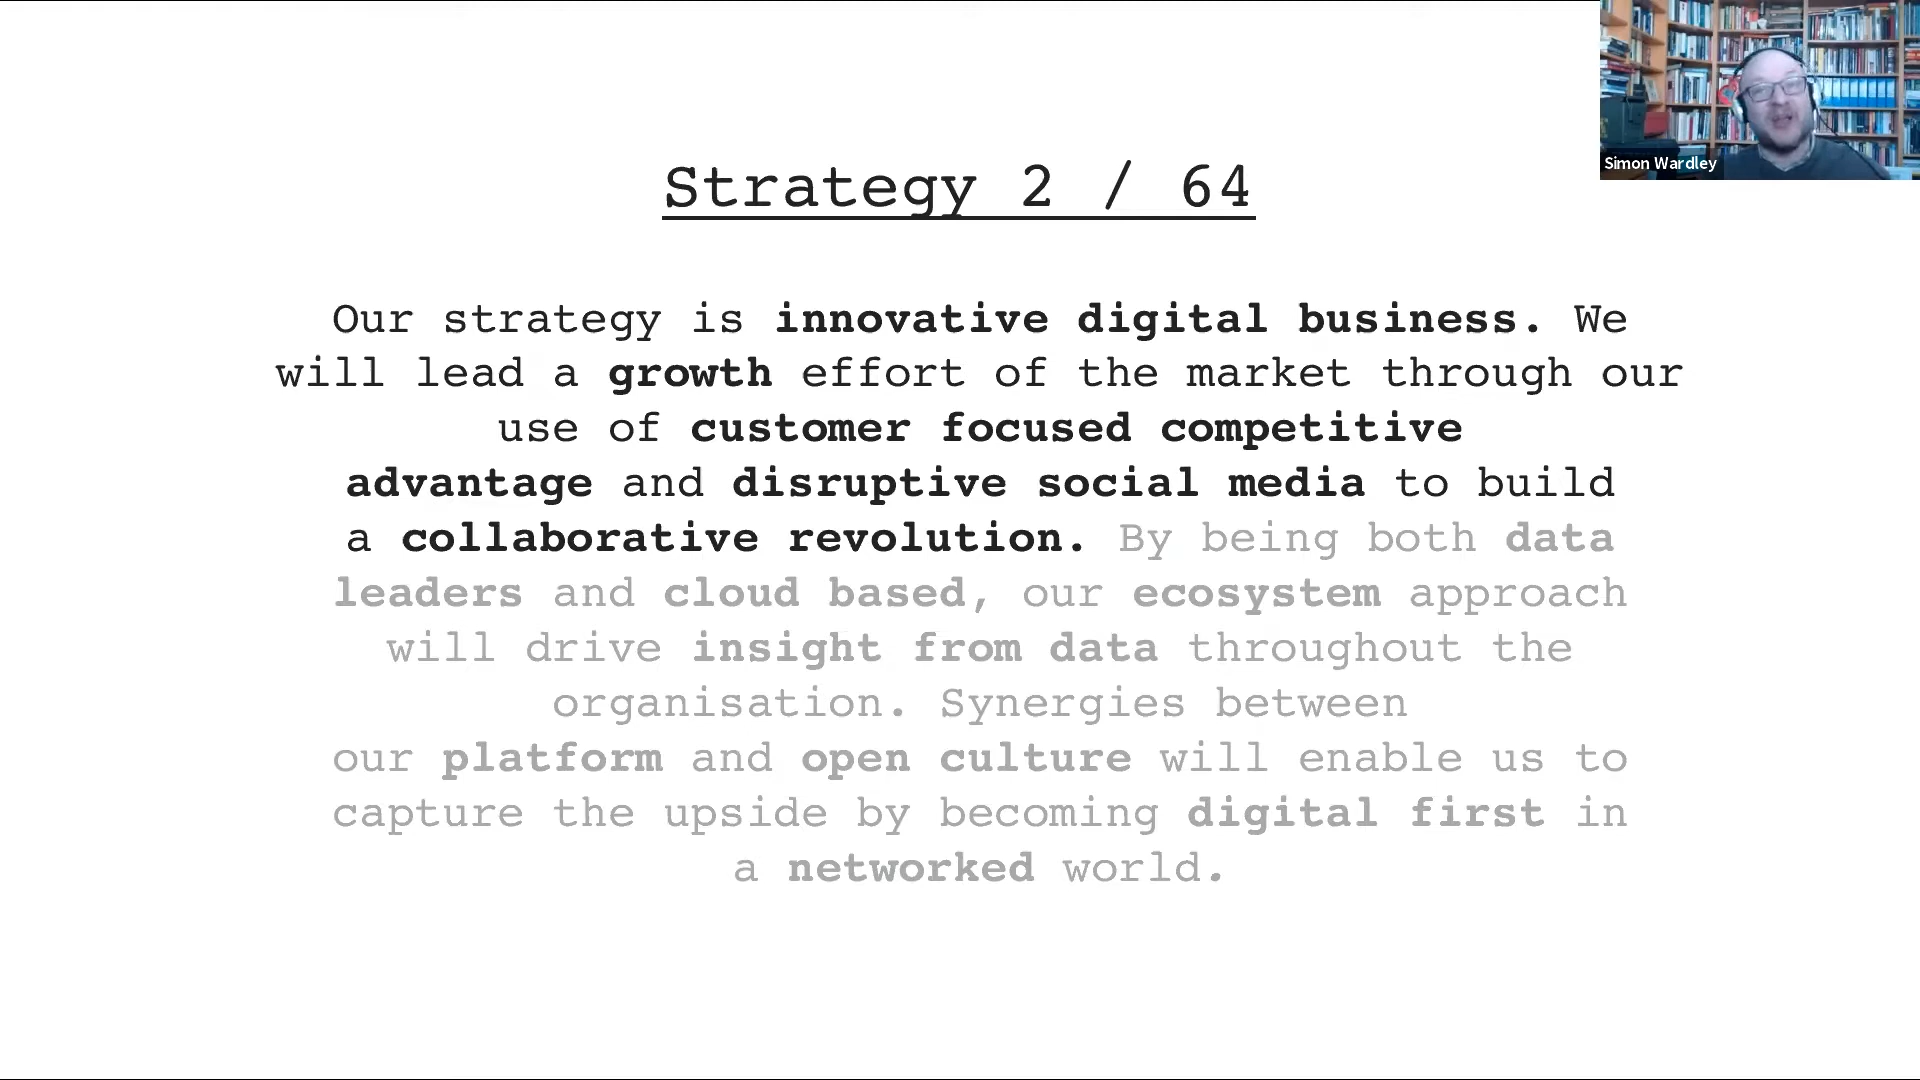 Strategy 2 / 64
Our strategy is innovative digital business. We
will lead a growth effort of the market through our
use of customer focused competitive
advantage and disruptive social media to build
a collaborative revolution. By being both data
leaders and cloud based, our ecosystem approach
will drive insight from data throughout the
organisation. Synergies between
our platform and open culture will enable us to
capture the upside by becoming digital first in
a networked world.
Simon Wardley